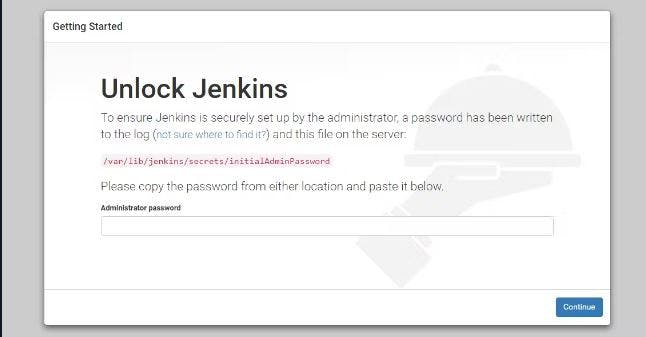 Getting Started
Unlock Jenkins
To ensure Jenkins is securely set up by the administrator, a password has been written
to the log (not sure where to find it?) and this file on the server:
/var/lib/jenkins/secrets/initialAdminPassword
Please copy the password from either location and paste it below.
Administrator password
Continue